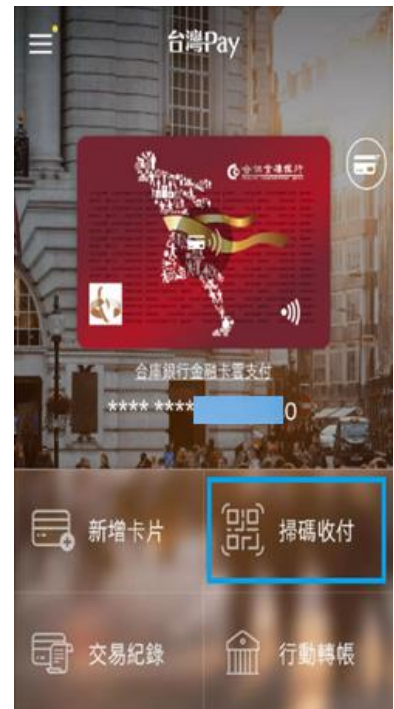 台灣Pay
合作金庫銀行
合庫銀行金融卡雲支付
**** **** 0
新增卡片
掃碼收付
交易紀錄
行動轉帳